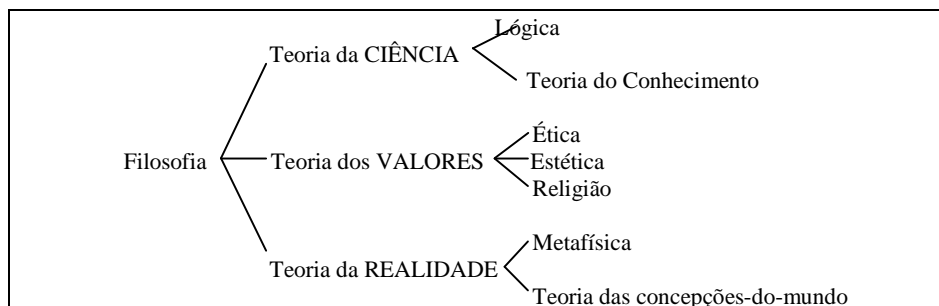 Lógica
Teoria da CIÊNCIA
Teoria do Conhecimento
Ética
Filosofia
Teoria dos VALORES
Estética
Religião
Metafísica
Teoria da REALIDADE
Teoria das concepções-do-mundo